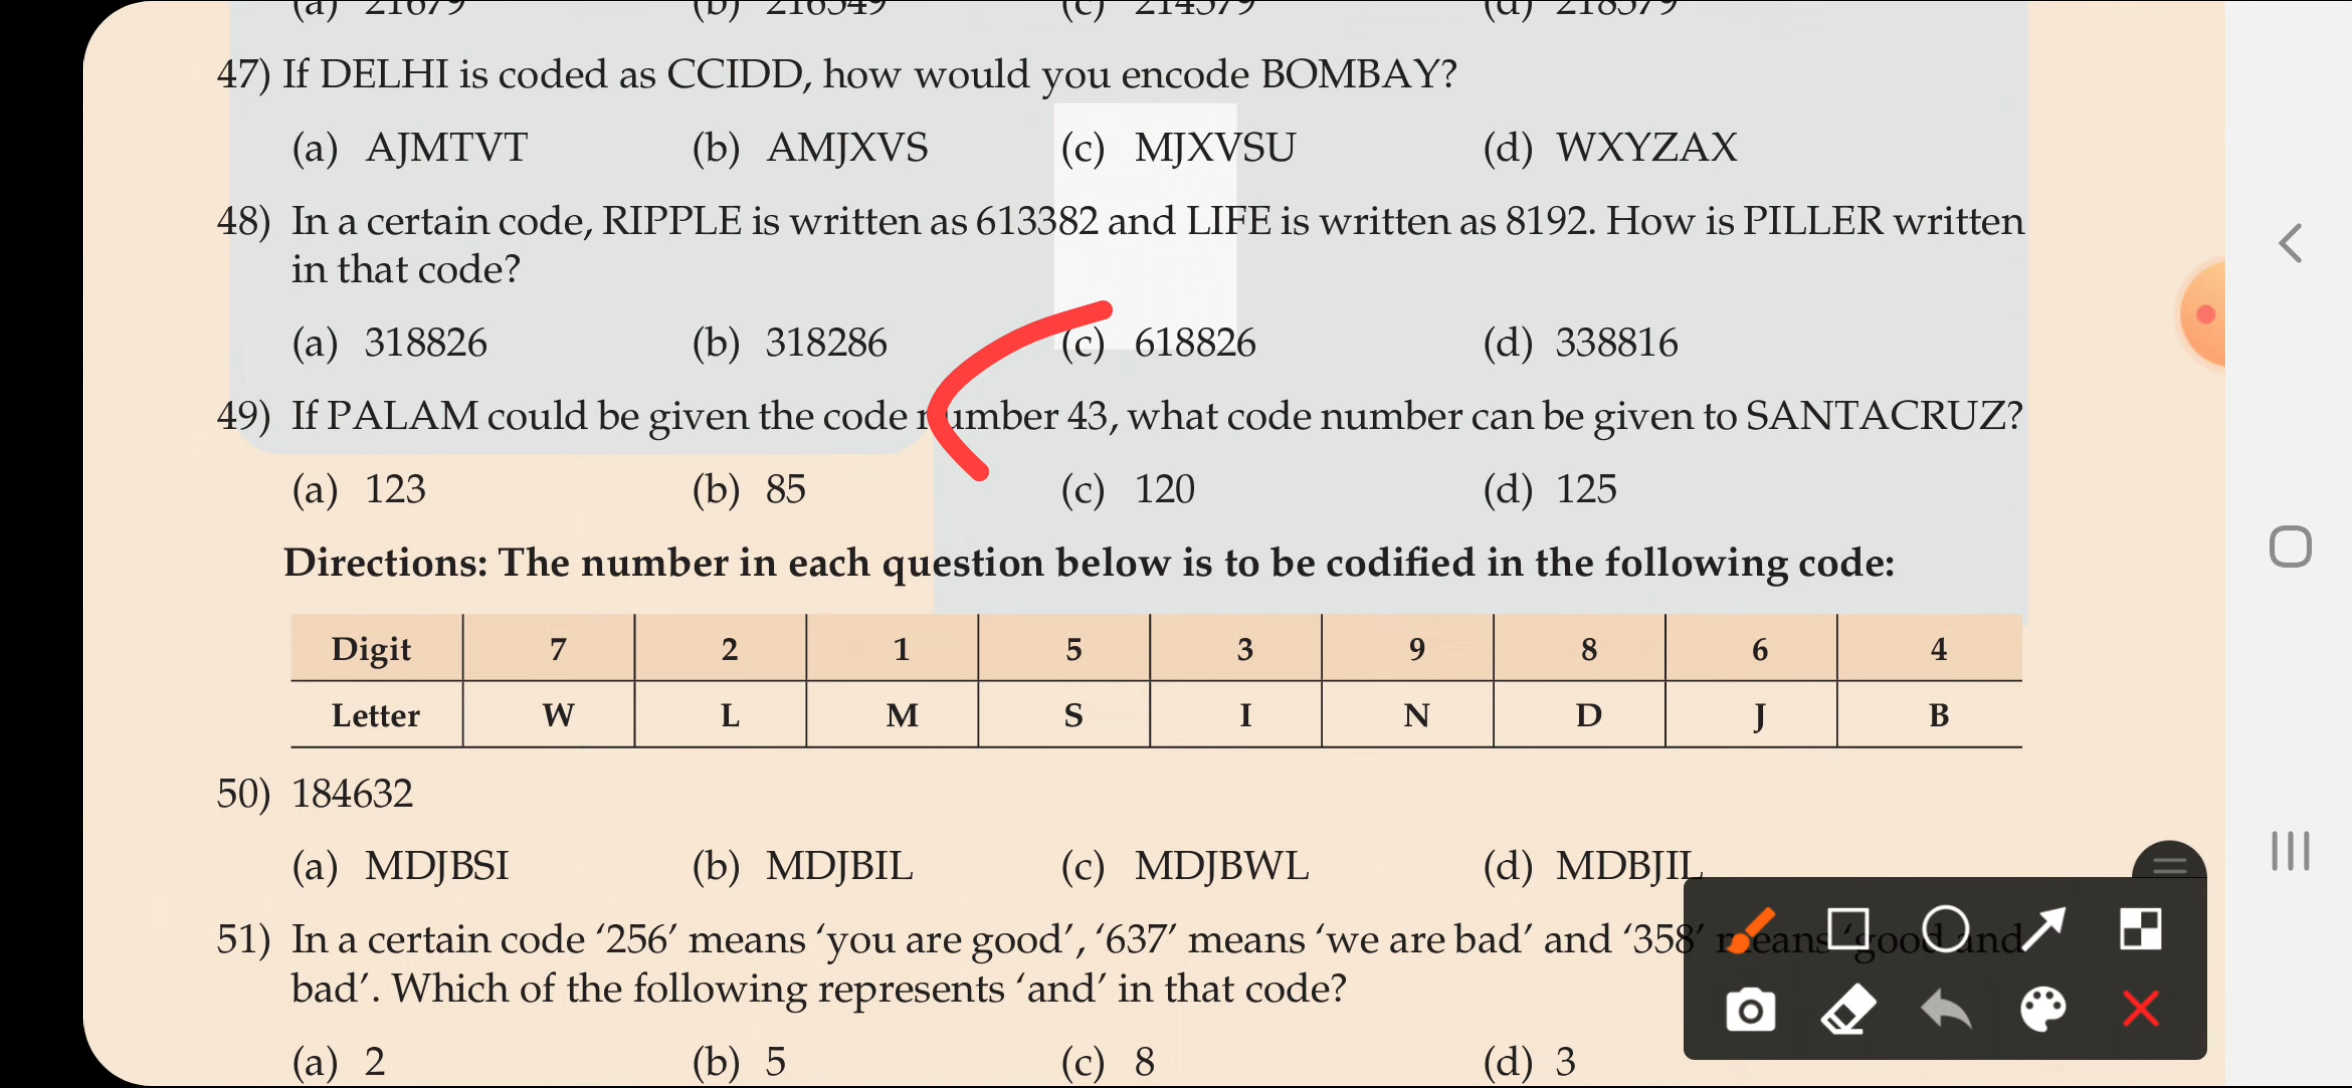 (a) 21679 (b) 216549 (c) 214579 (d) 218579
47) If DELHI is coded as CCIDD, how would you encode BOMBAY?
(a) AJMTVT (b) AMJXVS (c) MJXVSU (d) WXYZAX
48) In a certain code, RIPPLE is written as 613382 and LIFE is written as 8192. How is PILLER written
in that code?
(a) 318826 (b) 318286 (c) 618826 (d) 338816
49) If PALAM could be given the code number 43, what code number can be given to SANTACRUZ?
(a) 123 (b) 85 (c) 120 (d) 125
Directions: The number in each question below is to be codified in the following code:
Digit 7 2 1 5 3 9 8 6 4
Letter W L M S I N D J B
50) 184632
(a) MDJBSI (b) MDJBIL (c) MDJBWL (d) MDBJIL
51) In a certain code ‘256’ means ‘you are good’, ‘637’ means ‘we are bad’ and ‘358’ means ‘good and
bad’. Which of the following represents ‘and’ in that code?
(a) 2 (b) 5 (c) 8 (d) 3